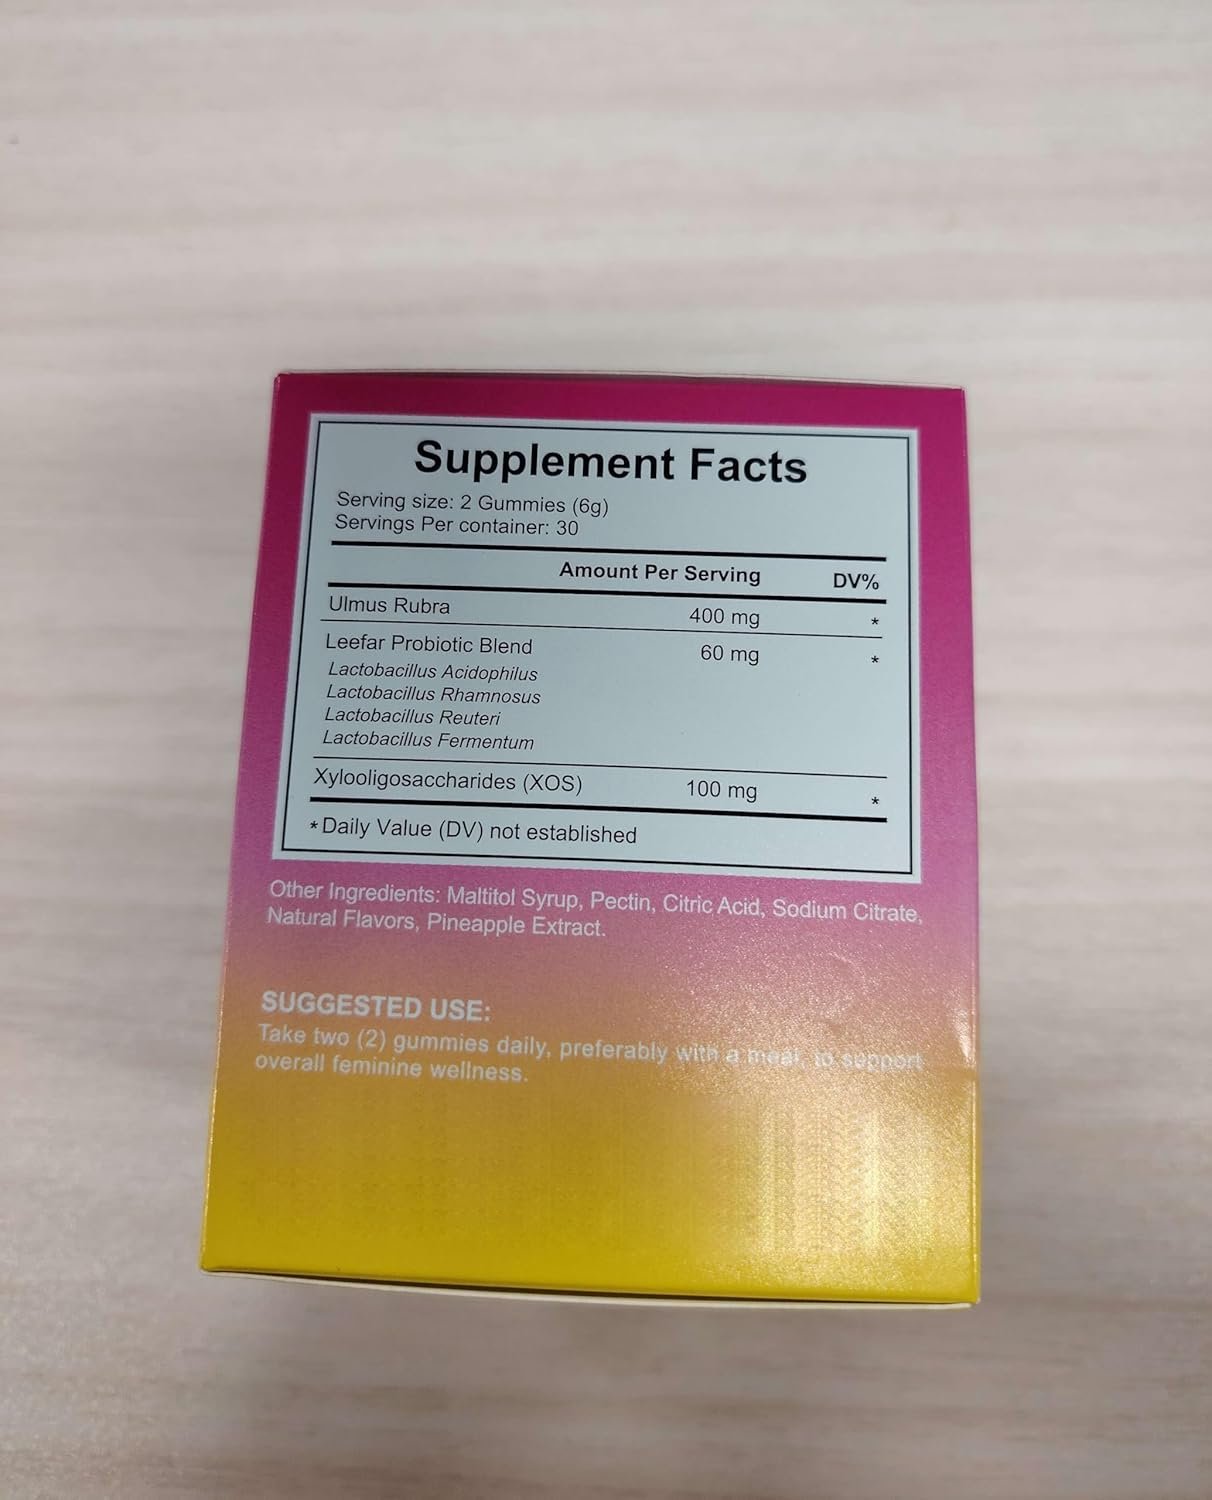 Supplement Facts
Serving size: 2 Gummies (6g)
Servings Per container: 30
Amount Per Serving DV%
Ulmus Rubra 400 mg *
Leefar Probiotic Blend 60 mg *
Lactobacillus Acidophilus
Lactobacillus Rhamnosus
Lactobacillus Reuteri
Lactobacillus Fermentum
Xylooligosaccharides (XOS) 100 mg *
*Daily Value (DV) not established
Other Ingredients: Maltitol Syrup, Pectin, Citric Acid, Sodium Citrate,
Natural Flavors, Pineapple Extract.
SUGGESTED USE:
Take two (2) gummies daily, preferably with a meal, to support
overall feminine wellness.